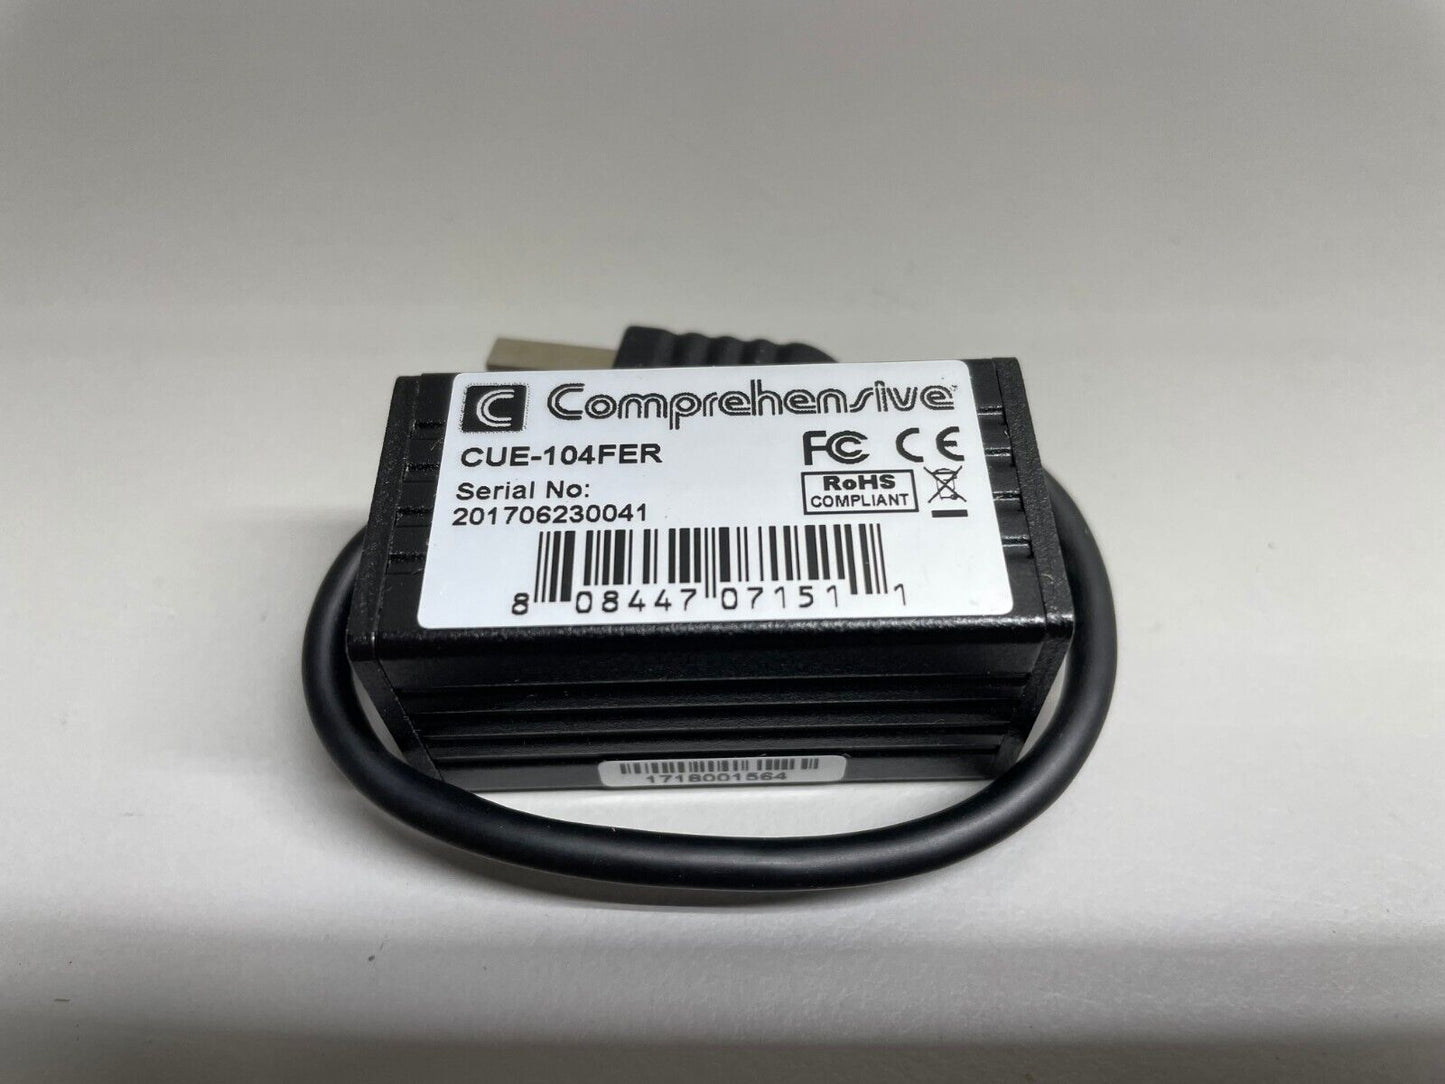 C Comprehensive
CUE-104FER
FC CE
Serial No:
RoHS
COMPLIANT
201706230041
8 08447 07151 1
1718001564